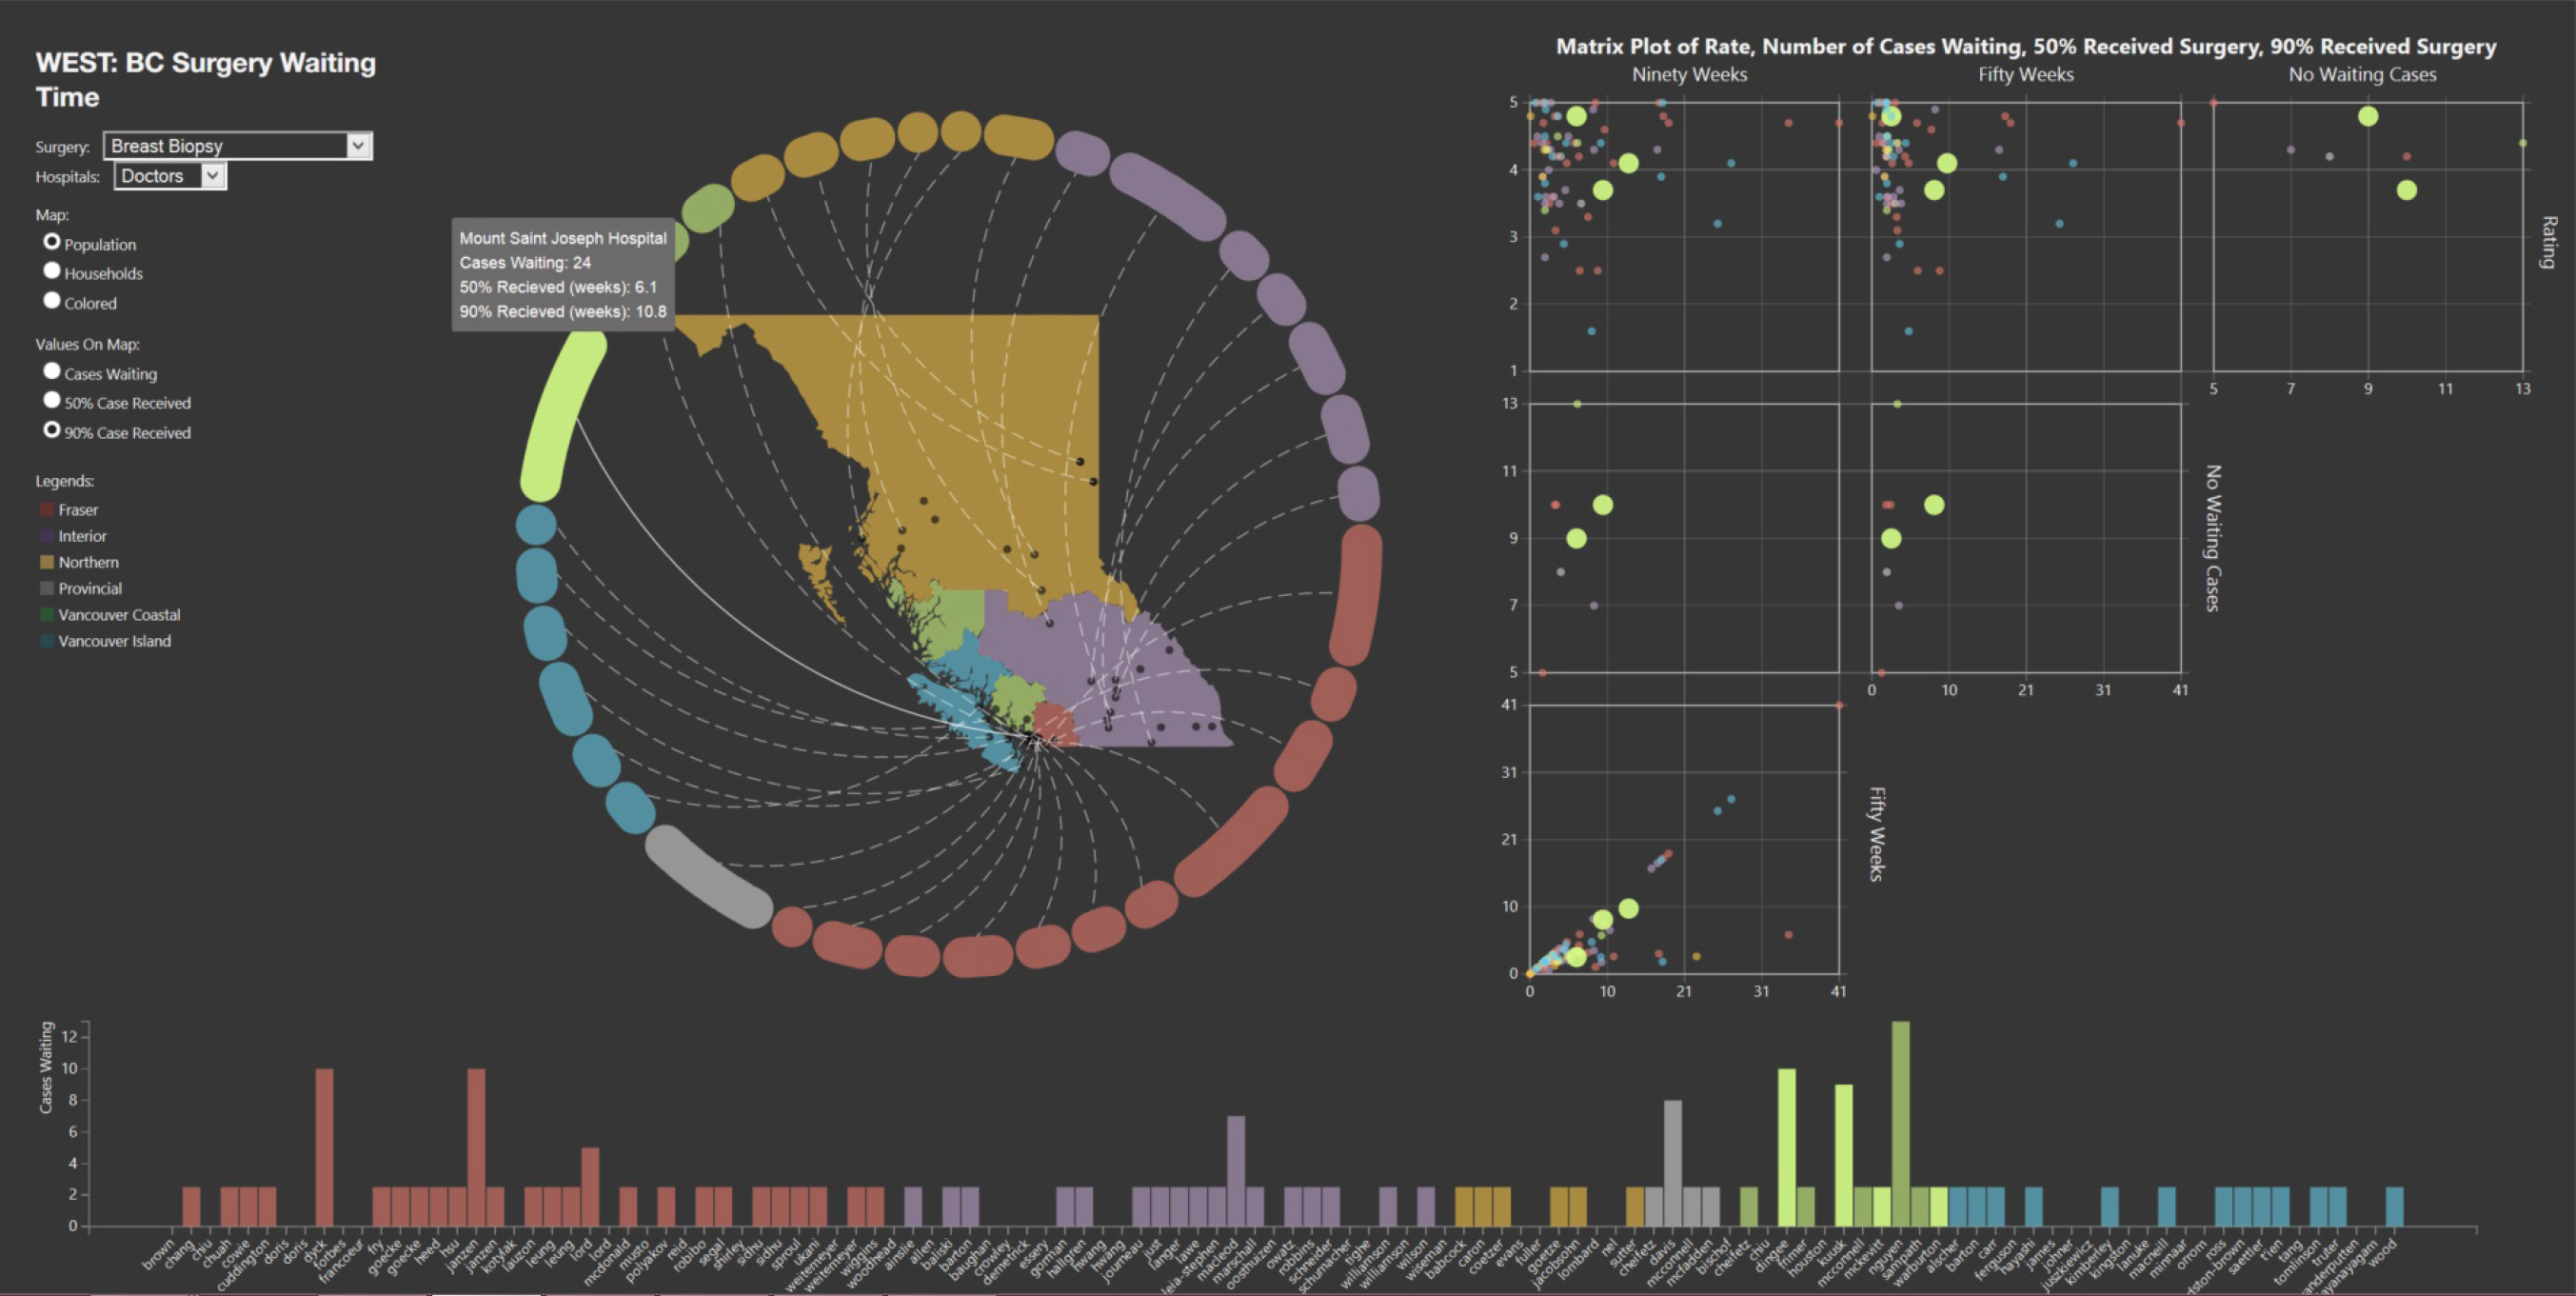 WEST: BC Surgery Waiting
Time
Surgery: Breast Biopsy
Hospitals: Doctors
Map:
Population
Households
Colored
Values On Map:
Cases Waiting
50% Case Received
90% Case Received
Legends:
Fraser
Interior
Northern
Provincial
Vancouver Coastal
Vancouver Island
Mount Saint Joseph Hospital
Cases Waiting: 24
50% Recieved (weeks): 6.1
90% Recieved (weeks): 10.8
Matrix Plot of Rate, Number of Cases Waiting, 50% Received Surgery, 90% Received Surgery
Ninety Weeks Fifty Weeks No Waiting Cases
5
4
3
2
1
Rating
5 7 9 11 13
13
11
9
7
5
No Waiting Cases
0 10 21 31 41
41
31
21
10
0
Fifty Weeks
0 10 21 31 41
Cases Waiting
12
10
8
6
4
2
0
brown chang chiu chuah cowie cuddington doris doris dyck forbes francoeur fry goecke goecke heed hsu janzen janzen kotylak lauzon leung leung lord lord mcdonald musto polyakov reid robbo segal shirley sidhu sidhu sproul ukani weitemeyer weitemeyer wiggins woodhead ainslie allen baliski barton baughan crowley demetrick essery gorman hallgren hwang hwang journeau just langer lawe leia-stephen macleod marschall oosthuizen owatz robbins schneider schumacher tighe williamson williamson wilson wiseman babcock caron coetzer evans fuller goetze jacobsohn lombard nel sutter cheifetz davis mcconnell mcfadden bischof cheifetz chiu dingee frimer houston kuusk mcconnell mckevitt nguyen sampath warburton alscher barton carr ferguson hayashi james joiner juszkiewicz kimberley kingston lanuke macneill minnaar orrom ross dston-brown saettler t'ien tang tomlinson truter anderputten ayanayagam wood